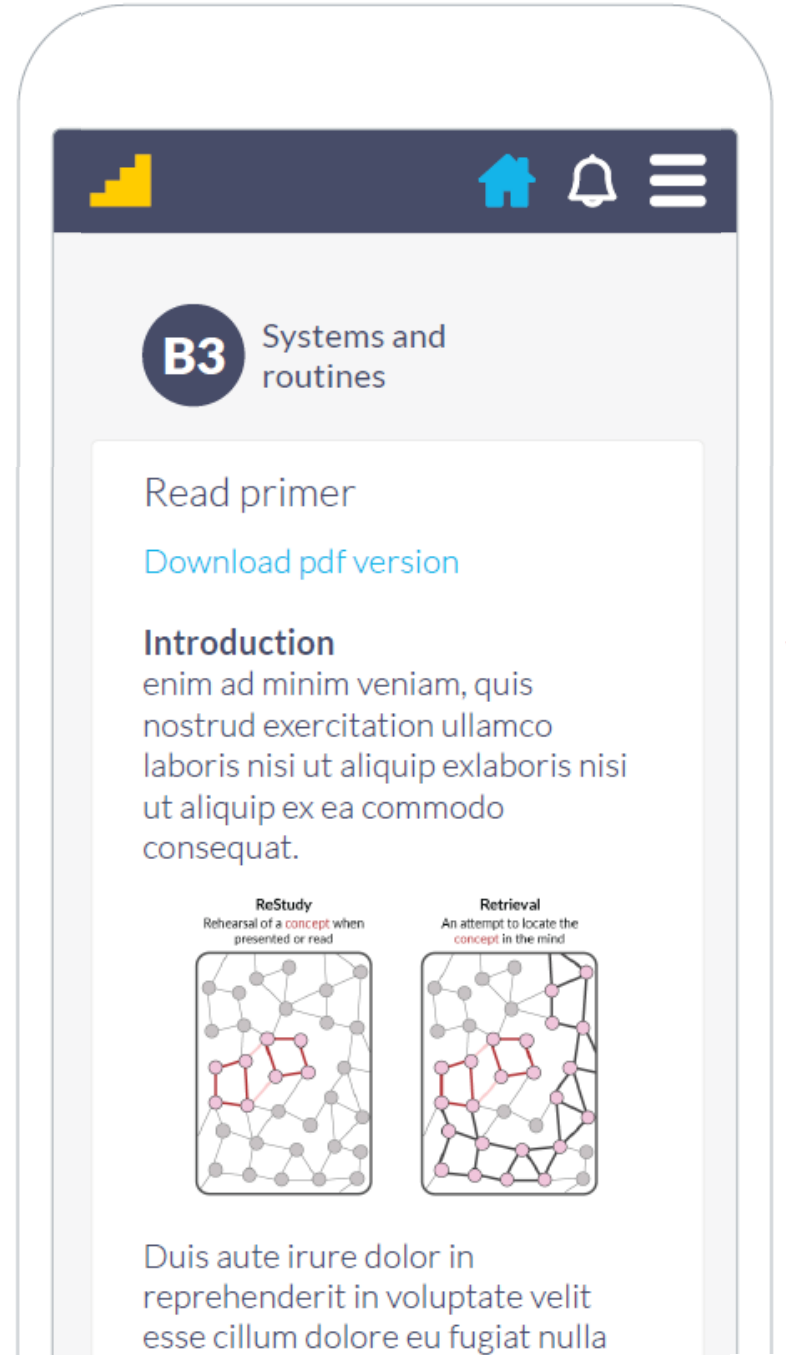 B3
Systems and
routines
Read primer
Download pdf version
Introduction
enim ad minim veniam, quis
nostrud exercitation ullamco
laboris nisi ut aliquip exlaboris nisi
ut aliquip ex ea commodo
consequat.
ReStudy
Rehearsal of a concept when
presented or read
Retrieval
An attempt to locate the
concept in the mind
Duis aute irure dolor in
reprehenderit in voluptate velit
esse cillum dolore eu fugiat nulla